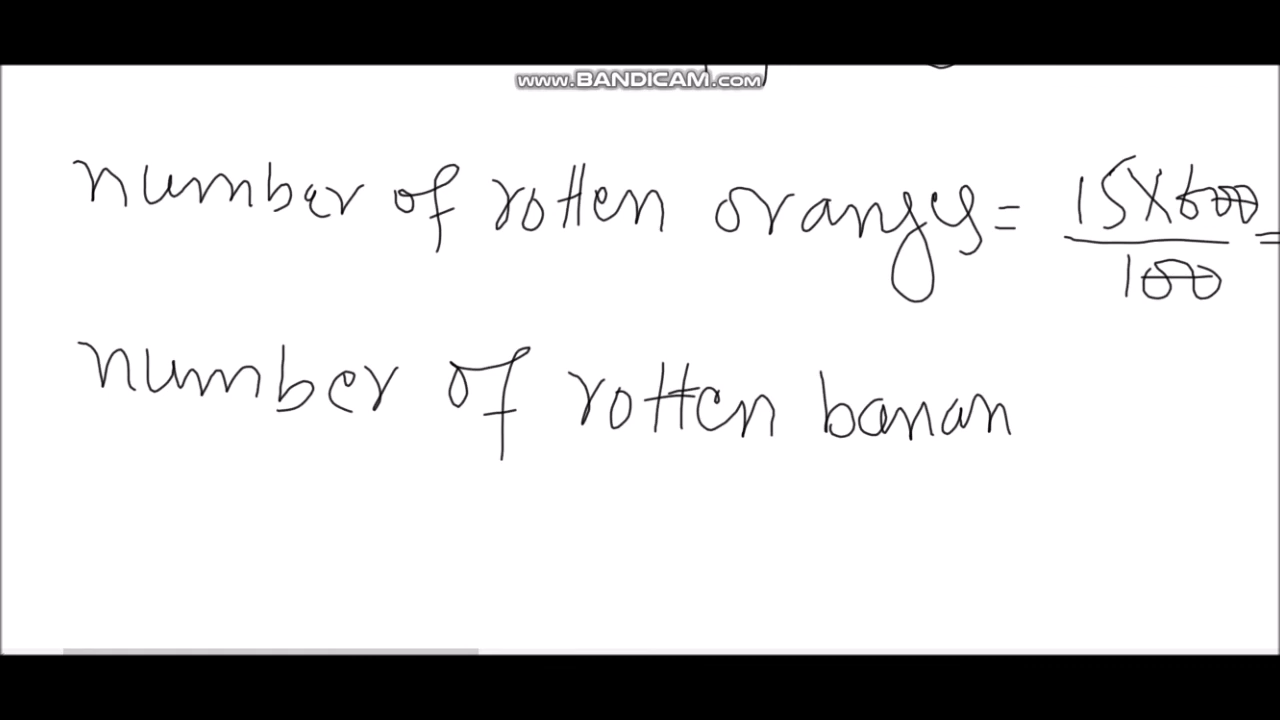 www.BANDICAM.com
number of rotten oranges = 15X600/100 =
number of rotten banan